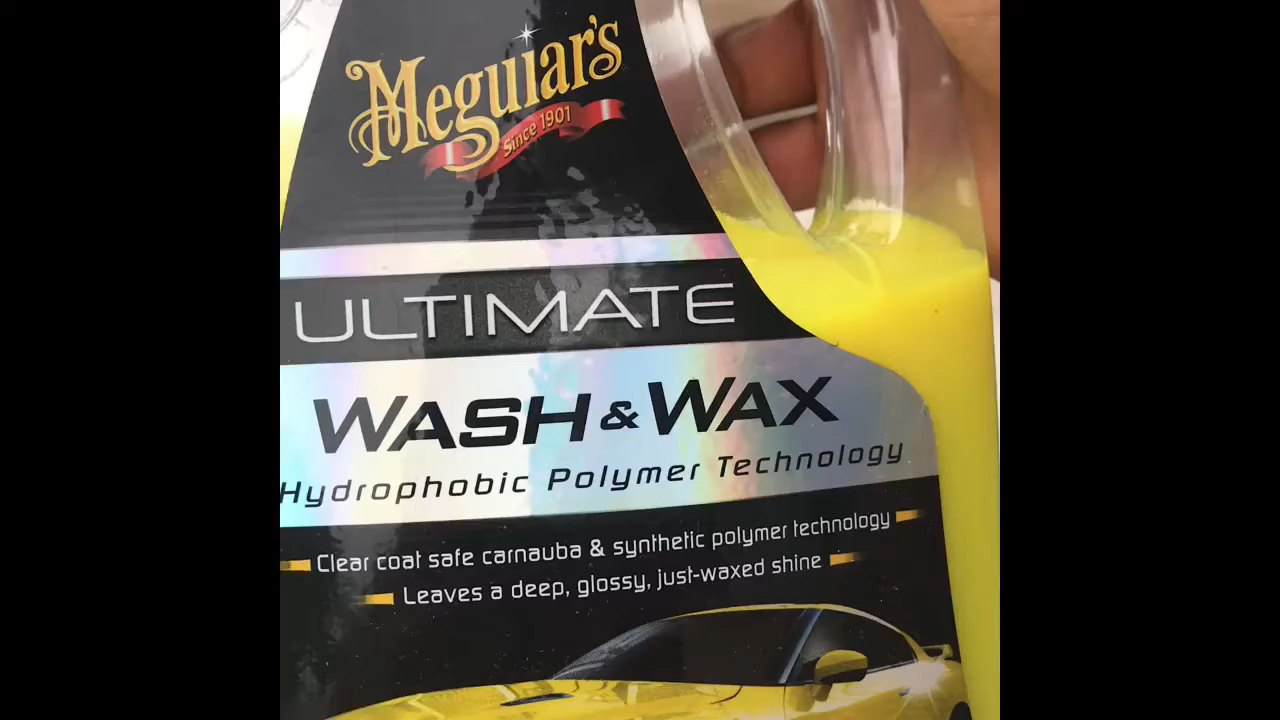 Meguiar's
Since 1901
ULTIMATE
WASH & WAX
Hydrophobic Polymer Technology
Clear coat safe carnauba & synthetic polymer technology
Leaves a deep, glossy, just-waxed shine